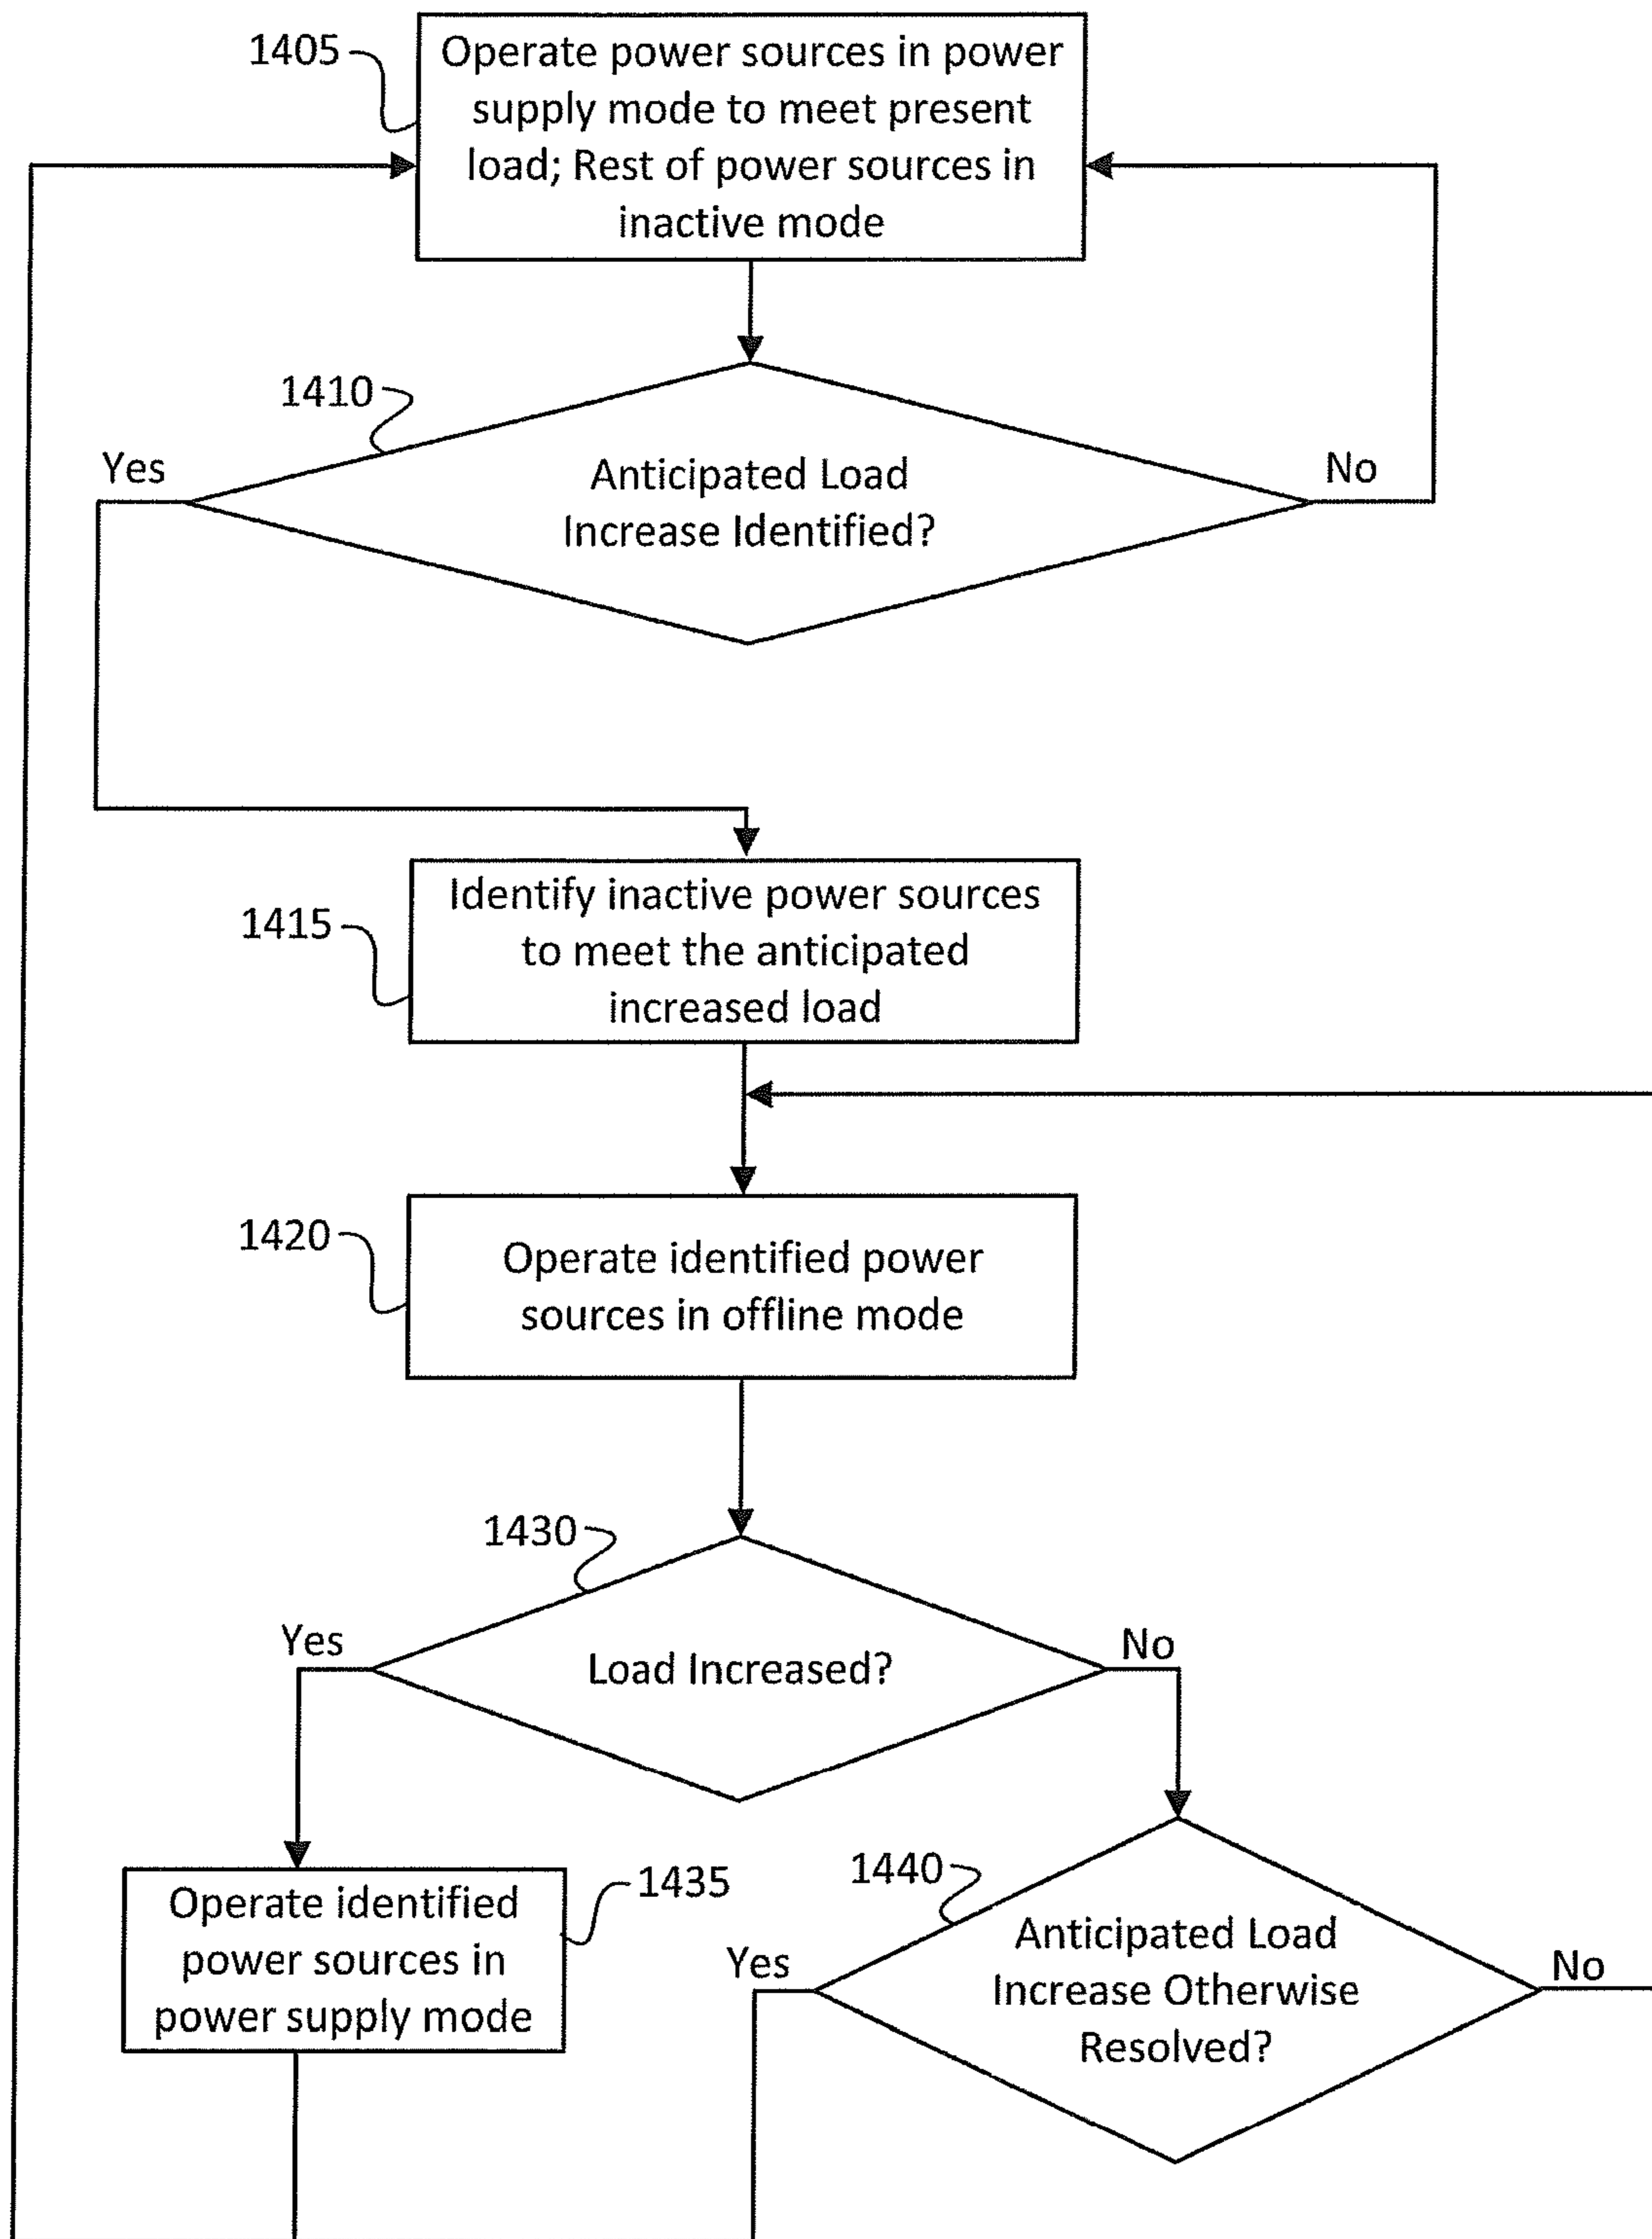 1405
Operate power sources in power
supply mode to meet present
load; Rest of power sources in
inactive mode
1410
Yes
No
Anticipated Load
Increase Identified?
1415
Identify inactive power sources
to meet the anticipated
increased load
1420
Operate identified power
sources in offline mode
1430
Yes
No
Load Increased?
1435
Operate identified
power sources in
power supply mode
1440
Yes
No
Anticipated Load
Increase Otherwise
Resolved?